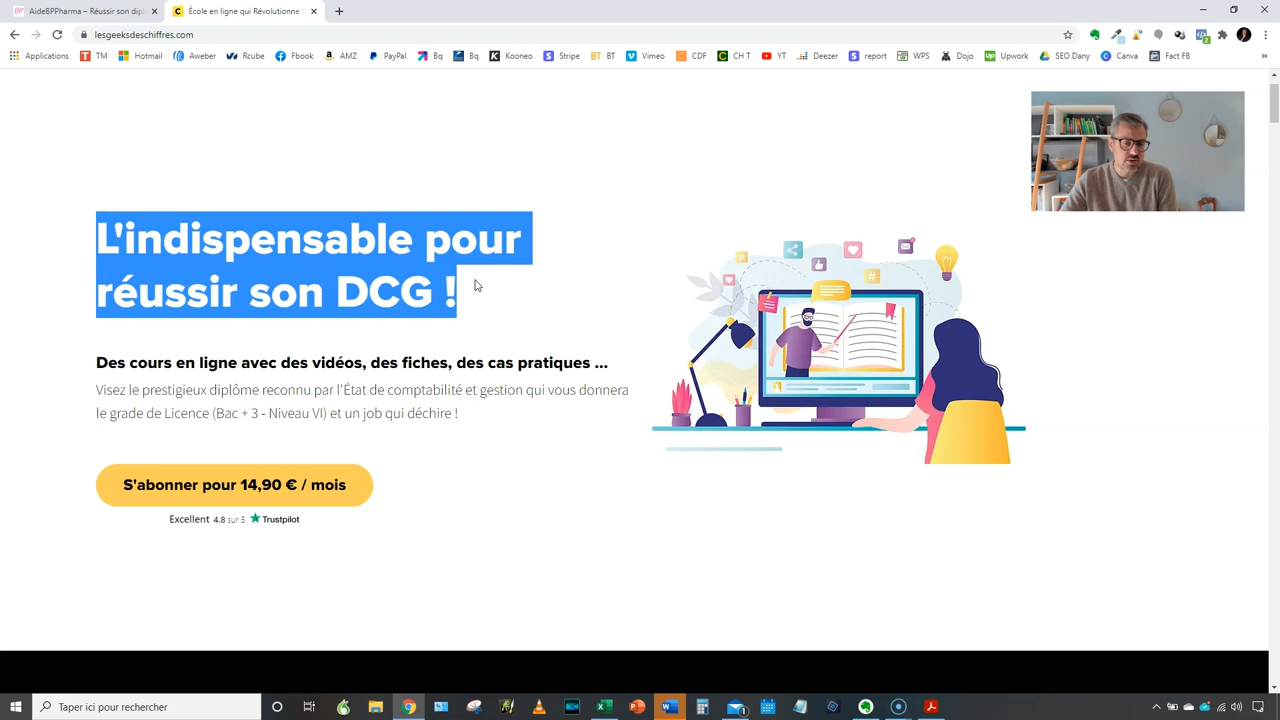 AideBPPharma – Réussir son dipl
École en ligne qui Révolutionne
lesgeeksdeschiffres.com
Applications TM Hotmail Aweber Rcube Fbook AMZ PayPal Bq Bq Kooneo Stripe BT BT Vimeo CDF CH T YT Deezer report WPS Dojo Upwork SEO Dany Canva Fact FB »
L'indispensable pour
réussir son DCG !
Des cours en ligne avec des vidéos, des fiches, des cas pratiques ...
Visez le prestigieux diplôme reconnu par l'État de comptabilité et gestion qui vous donnera
le grade de Licence (Bac + 3 - Niveau VI) et un job qui déchire !
S'abonner pour 14,90 € / mois
Excellent 4.8 sur 5 Trustpilot
Taper ici pour rechercher